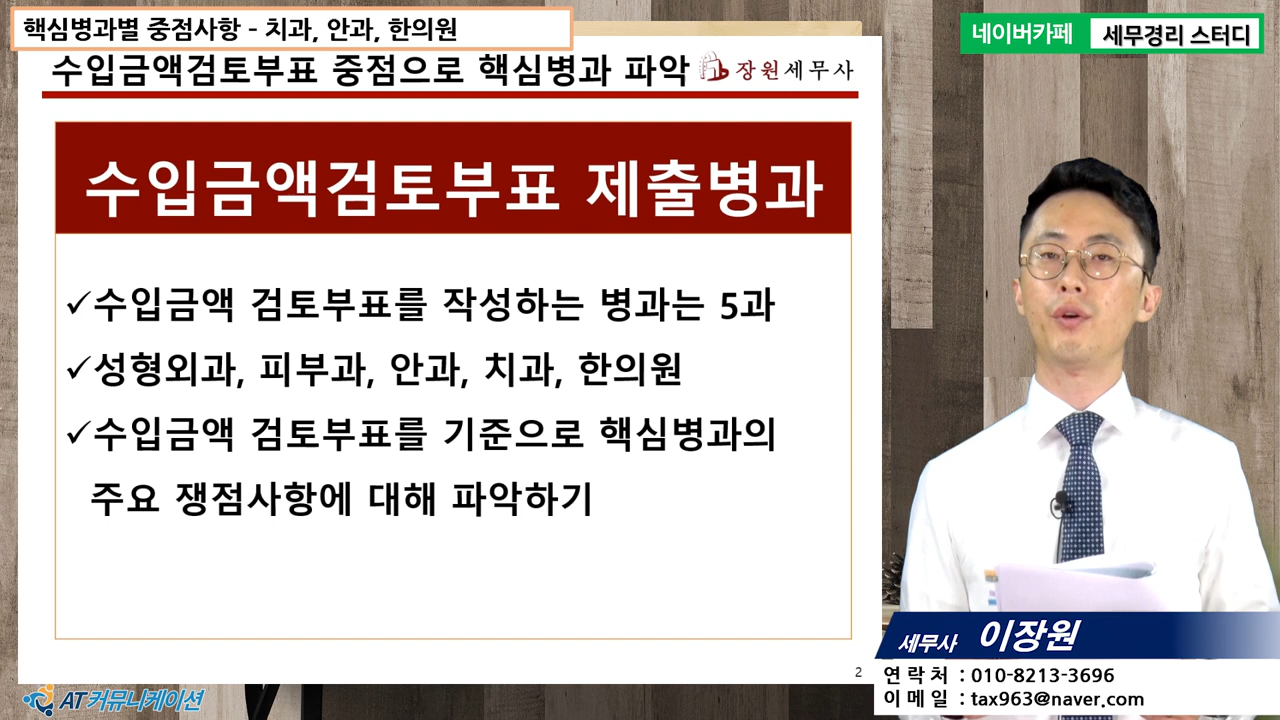 핵심병과별 중점사항 - 치과, 안과, 한의원
네이버카페 세무경리 스터디
수입금액검토부표 중점으로 핵심병과 파악
장원세무사
수입금액검토부표 제출병과
✓수입금액 검토부표를 작성하는 병과는 5과
✓성형외과, 피부과, 안과, 치과, 한의원
✓수입금액 검토부표를 기준으로 핵심병과의
주요 쟁점사항에 대해 파악하기
2
세무사 이장원
연 락 처 : 010-8213-3696
이 메 일 : tax963@naver.com
AT커뮤니케이션